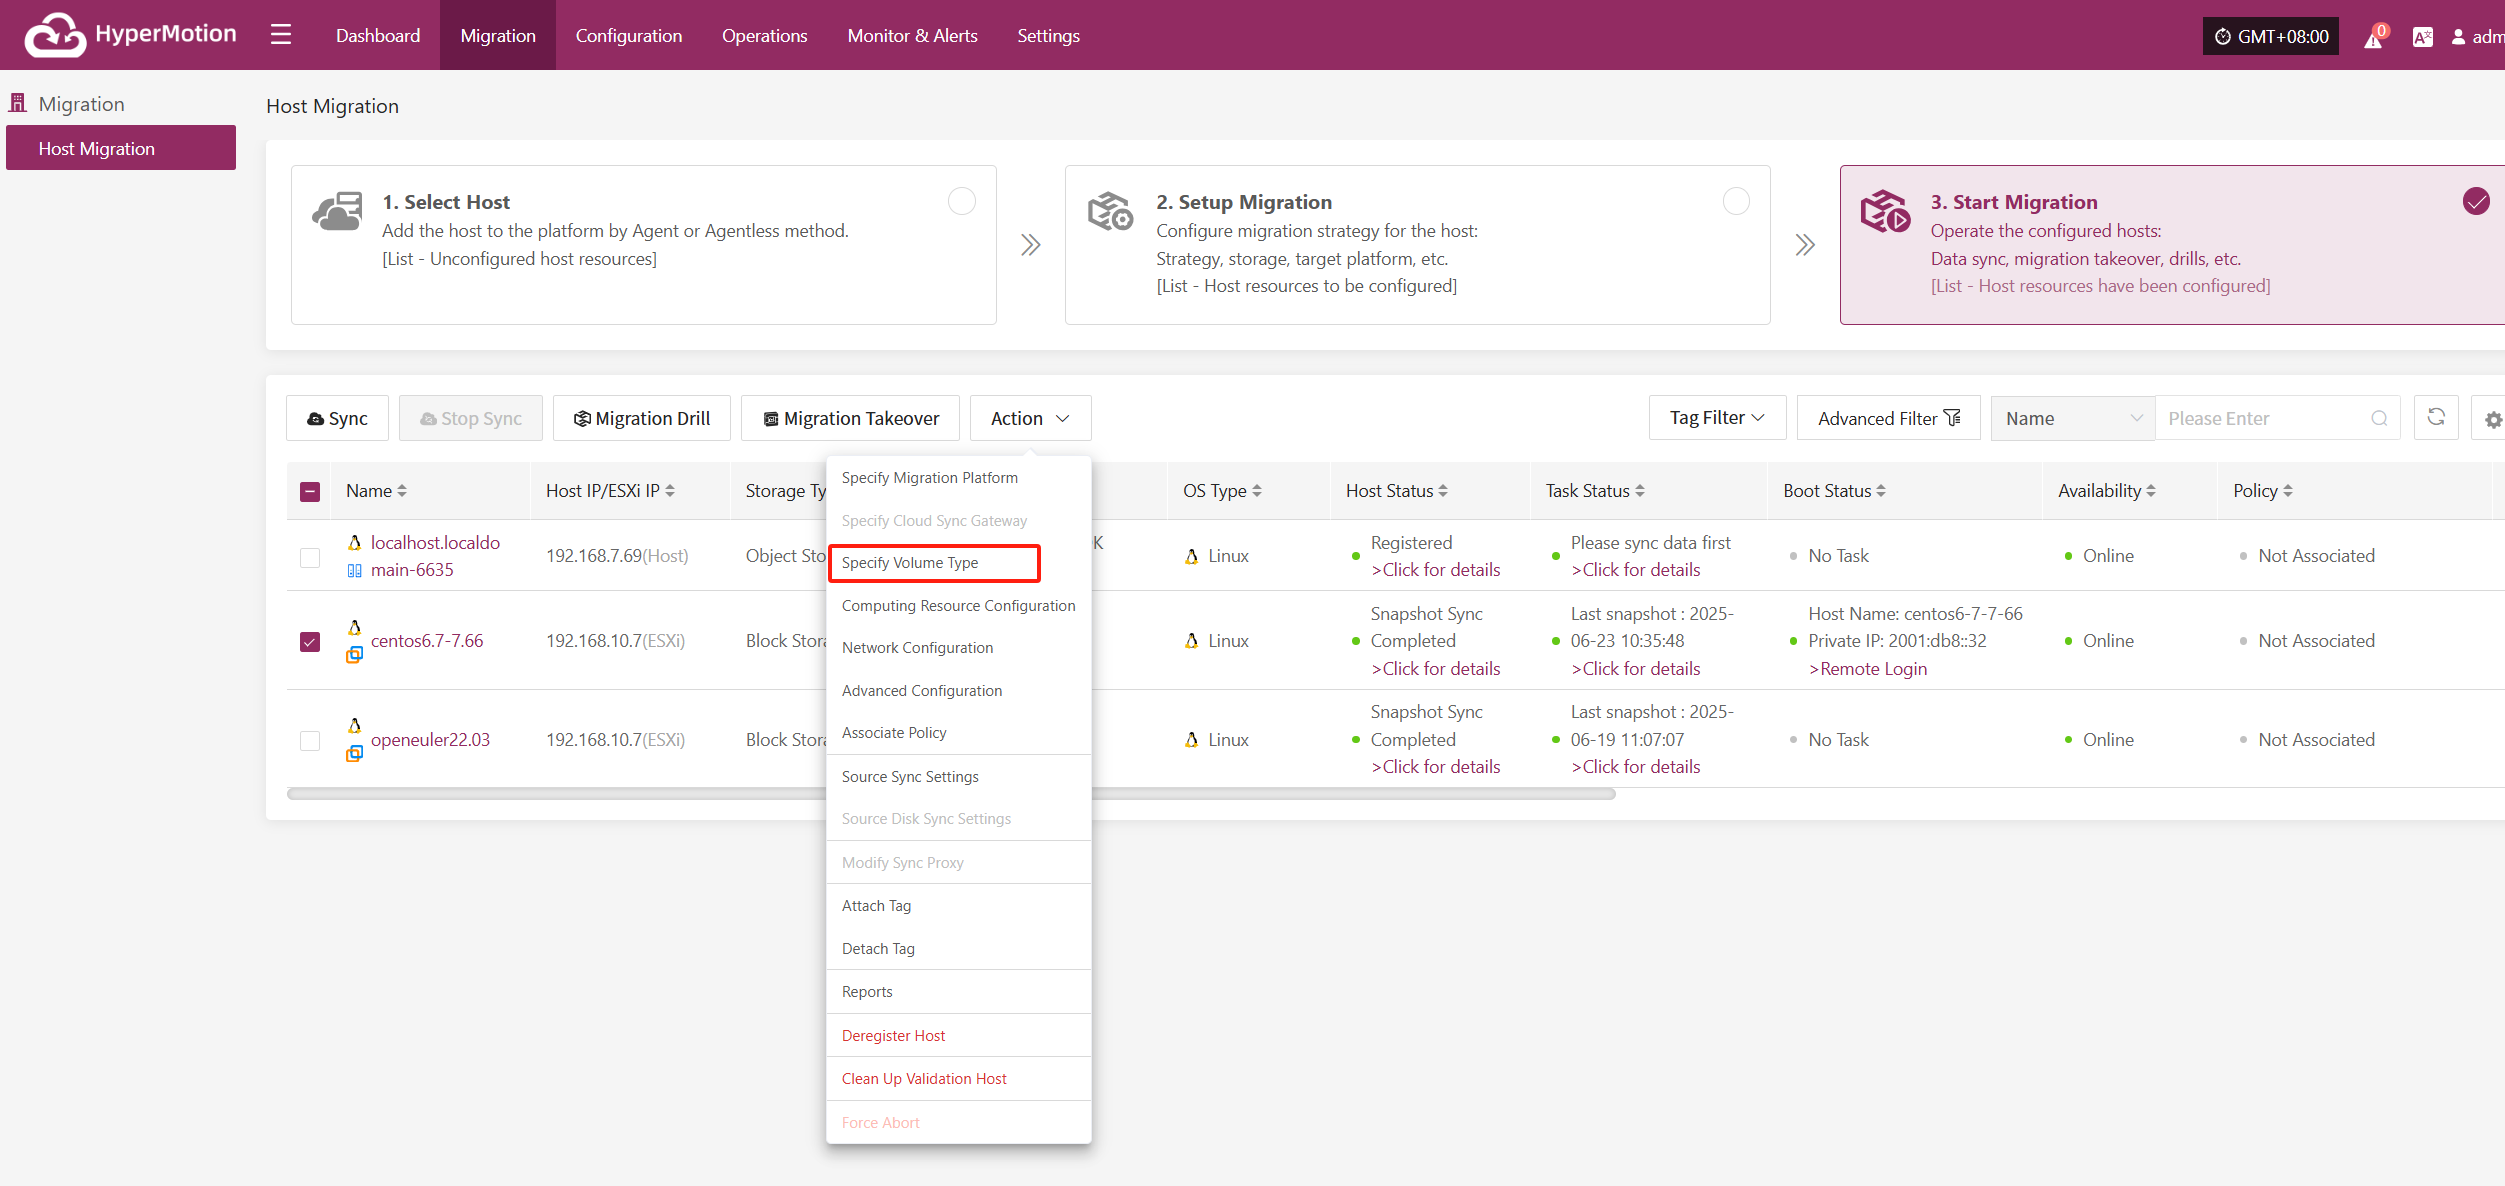 HyperMotion
Dashboard
Migration
Configuration
Operations
Monitor & Alerts
Settings
GMT+08:00
0
adm
Migration
Host Migration
Host Migration
1. Select Host
Add the host to the platform by Agent or Agentless method.
[List - Unconfigured host resources]
2. Setup Migration
Configure migration strategy for the host:
Strategy, storage, target platform, etc.
[List - Host resources to be configured]
3. Start Migration
Operate the configured hosts:
Data sync, migration takeover, drills, etc.
[List - Host resources have been configured]
Sync
Stop Sync
Migration Drill
Migration Takeover
Action
Tag Filter
Advanced Filter
Name
Please Enter
Name
Host IP/ESXi IP
Storage Ty
OS Type
Host Status
Task Status
Boot Status
Availability
Policy
localhost.localdo
main-6635
192.168.7.69(Host)
Object Sto
K
Linux
Registered
>Click for details
Please sync data first
>Click for details
No Task
Online
Not Associated
centos6.7-7.66
192.168.10.7(ESXi)
Block Stora
Linux
Snapshot Sync
Completed
>Click for details
Last snapshot : 2025-
06-23 10:35:48
>Click for details
Host Name: centos6-7-7-66
Private IP: 2001:db8::32
>Remote Login
Online
Not Associated
openeuler22.03
192.168.10.7(ESXi)
Block Stora
Linux
Snapshot Sync
Completed
>Click for details
Last snapshot : 2025-
06-19 11:07:07
>Click for details
No Task
Online
Not Associated
Specify Migration Platform
Specify Cloud Sync Gateway
Specify Volume Type
Computing Resource Configuration
Network Configuration
Advanced Configuration
Associate Policy
Source Sync Settings
Source Disk Sync Settings
Modify Sync Proxy
Attach Tag
Detach Tag
Reports
Deregister Host
Clean Up Validation Host
Force Abort